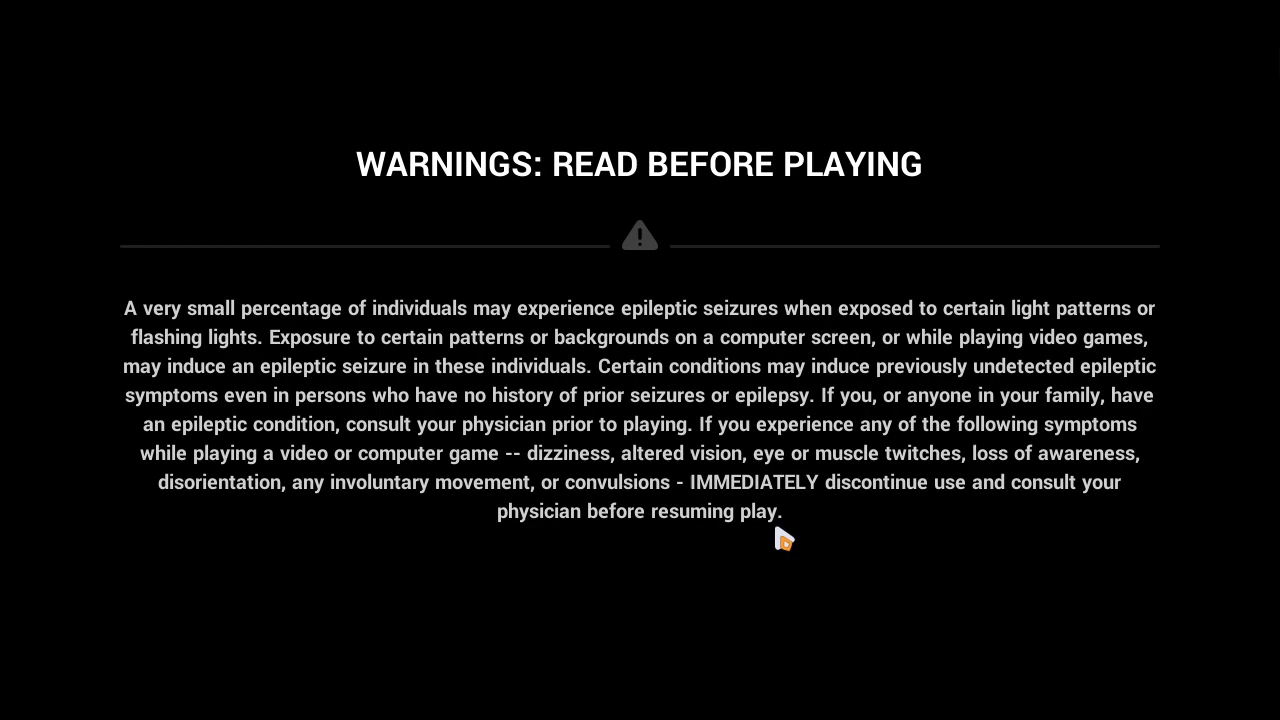 WARNINGS: READ BEFORE PLAYING
A very small percentage of individuals may experience epileptic seizures when exposed to certain light patterns or
flashing lights. Exposure to certain patterns or backgrounds on a computer screen, or while playing video games,
may induce an epileptic seizure in these individuals. Certain conditions may induce previously undetected epileptic
symptoms even in persons who have no history of prior seizures or epilepsy. If you, or anyone in your family, have
an epileptic condition, consult your physician prior to playing. If you experience any of the following symptoms
while playing a video or computer game -- dizziness, altered vision, eye or muscle twitches, loss of awareness,
disorientation, any involuntary movement, or convulsions - IMMEDIATELY discontinue use and consult your
physician before resuming play.